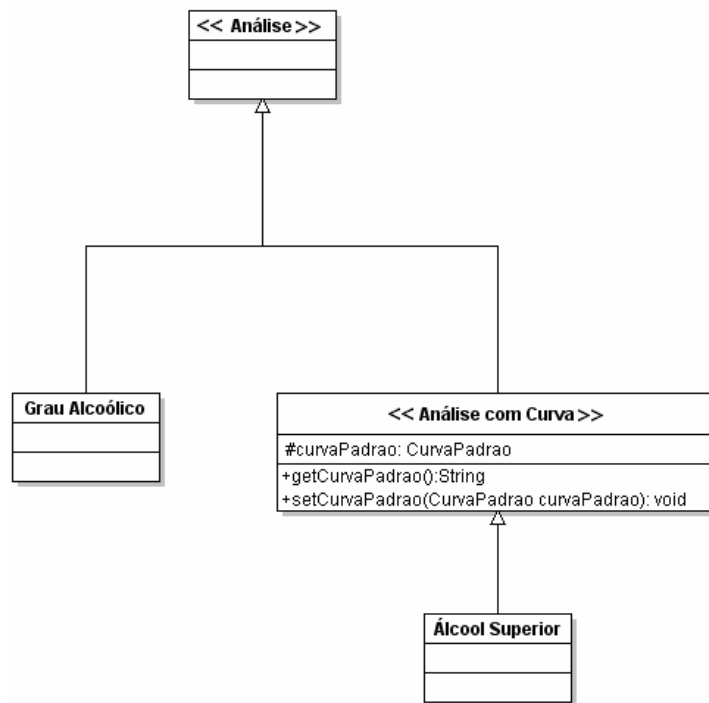 << Análise >>
Grau Alcoólico
<< Análise com Curva >>
#curvaPadrao: CurvaPadrao
+getCurvaPadrao():String
+setCurvaPadrao(CurvaPadrao curvaPadrao): void
Álcool Superior